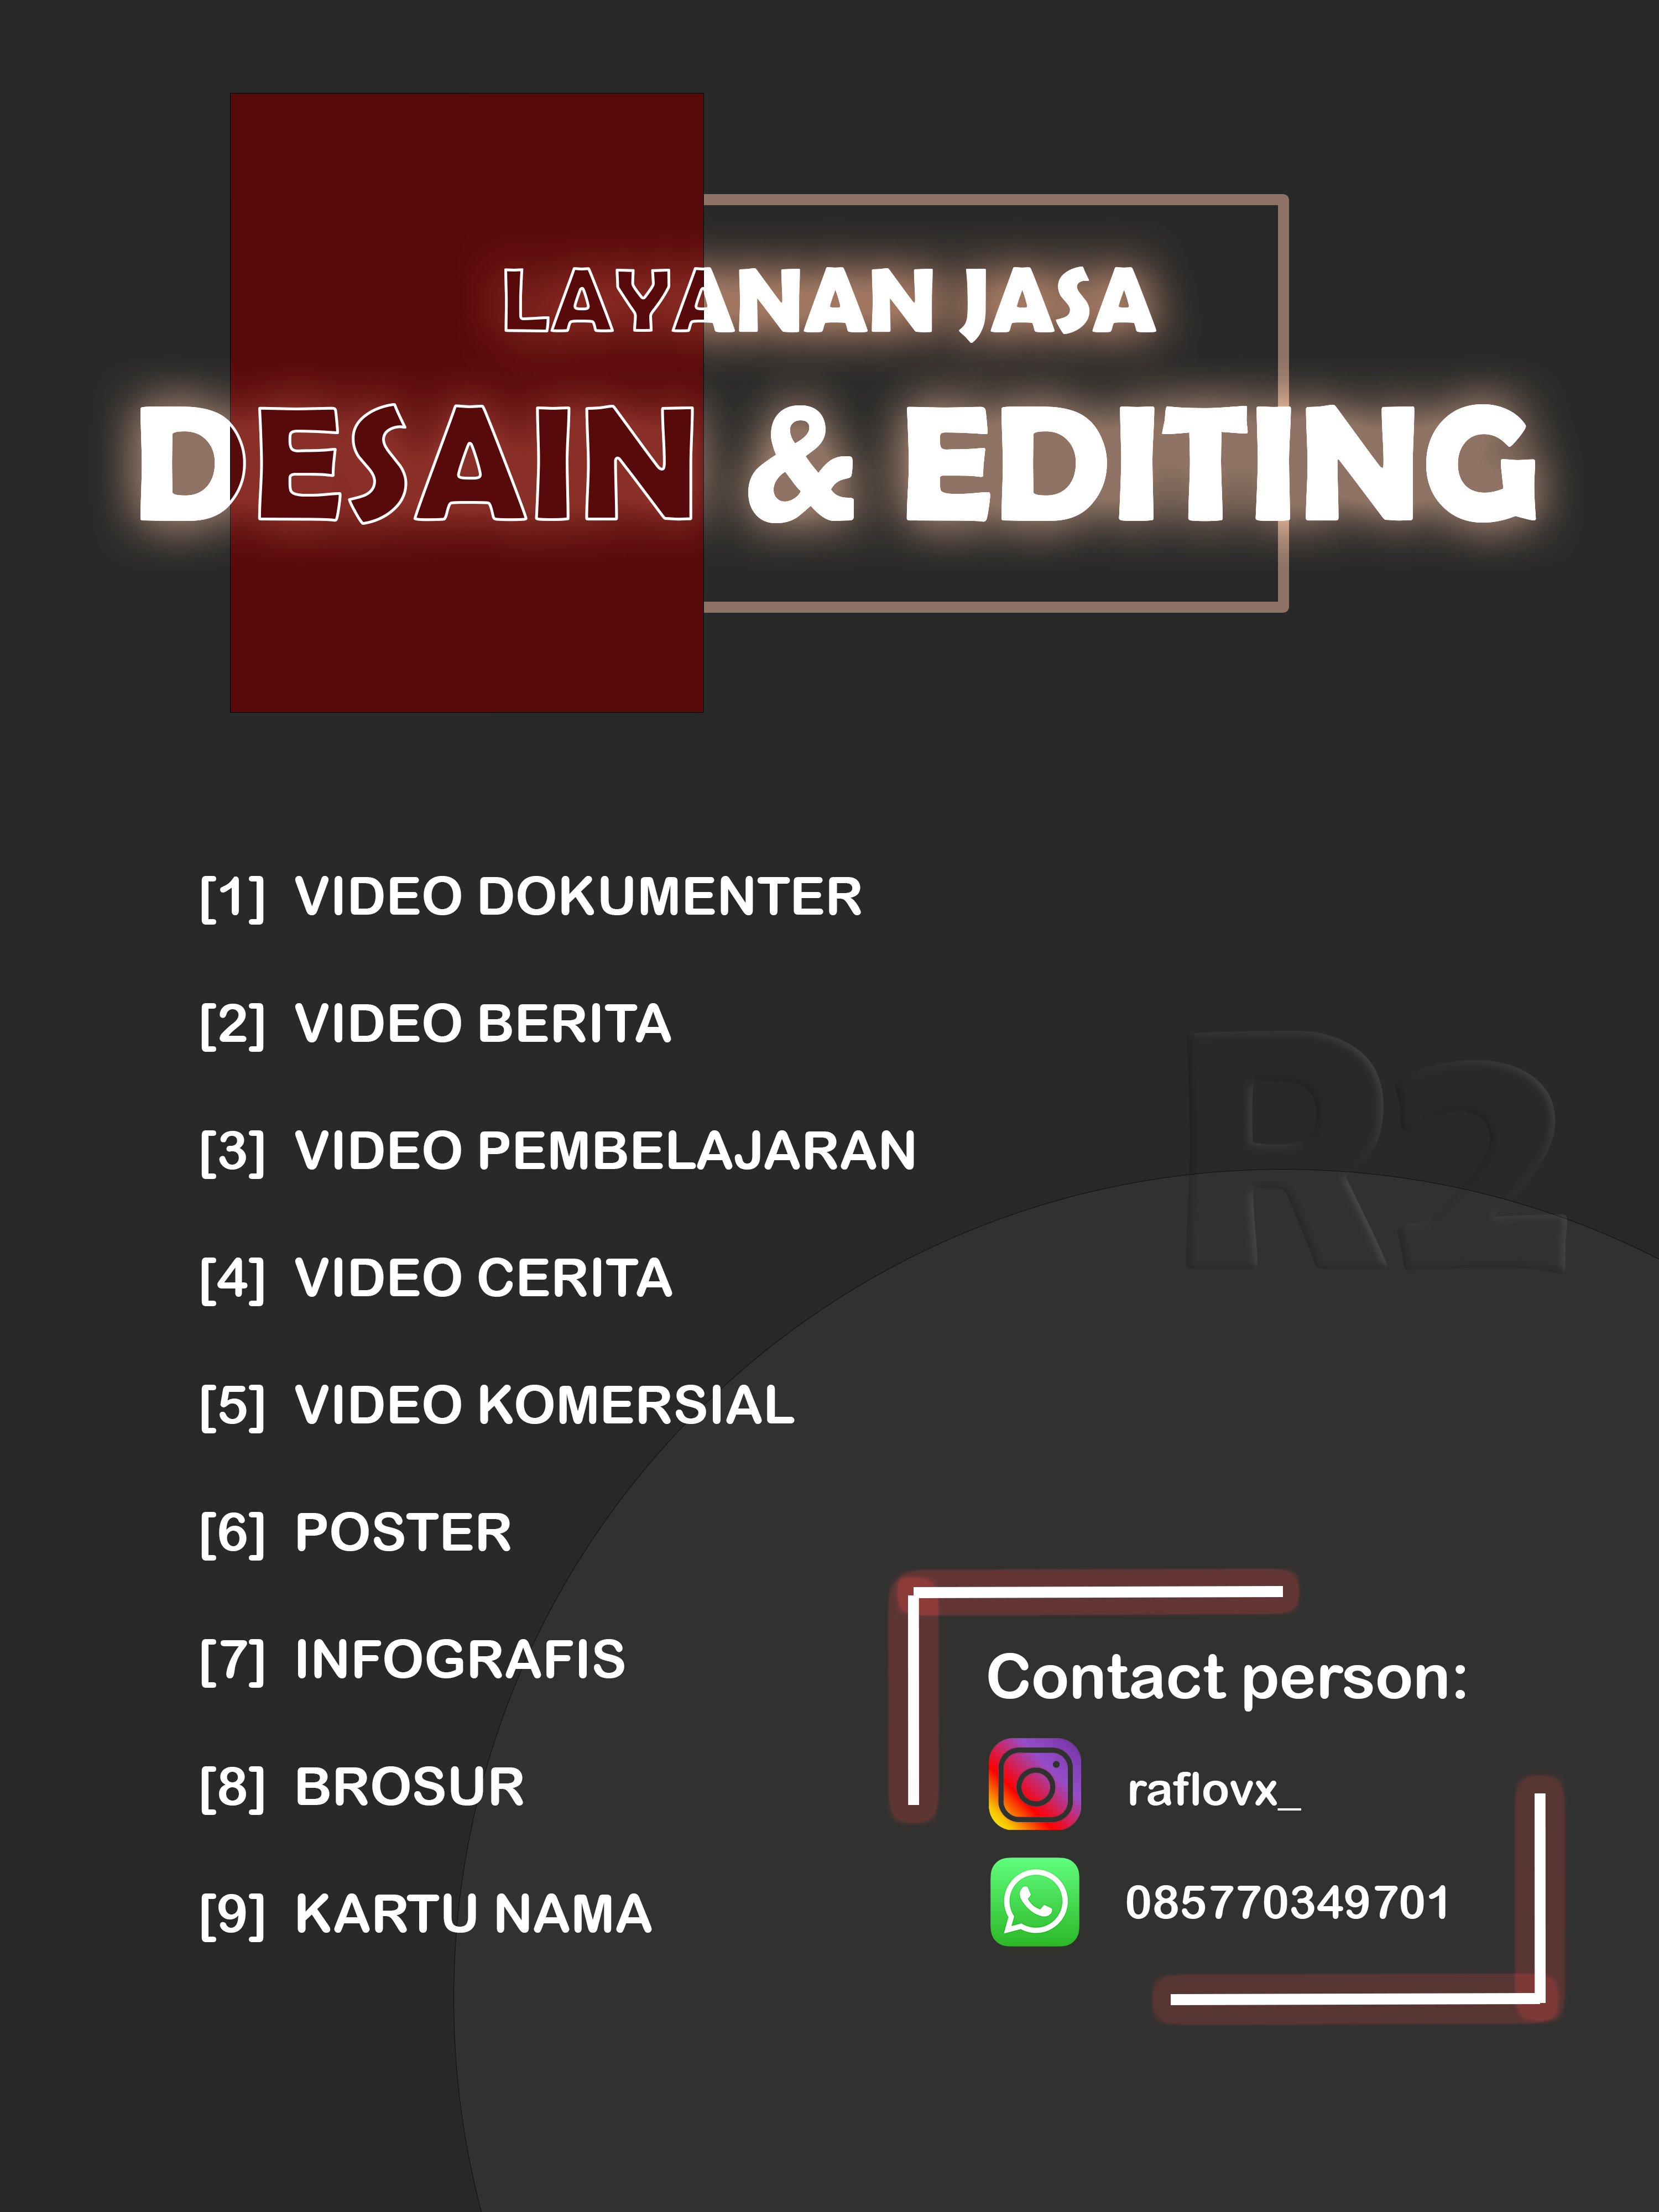 LAYANAN JASA
DESAIN & EDITING
[1] VIDEO DOKUMENTER
[2] VIDEO BERITA
[3] VIDEO PEMBELAJARAN
[4] VIDEO CERITA
[5] VIDEO KOMERSIAL
[6] POSTER
[7] INFOGRAFIS
[8] BROSUR
[9] KARTU NAMA
R2
Contact person:
raflovx_
085770349701